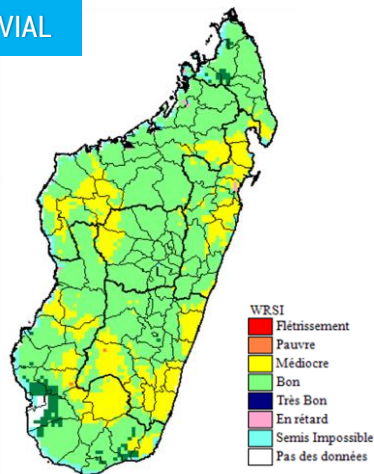 VIAL
WRSI
Flétrissement
Pauvre
Médiocre
Bon
Très Bon
En rétard
Semis Impossible
Pas des données